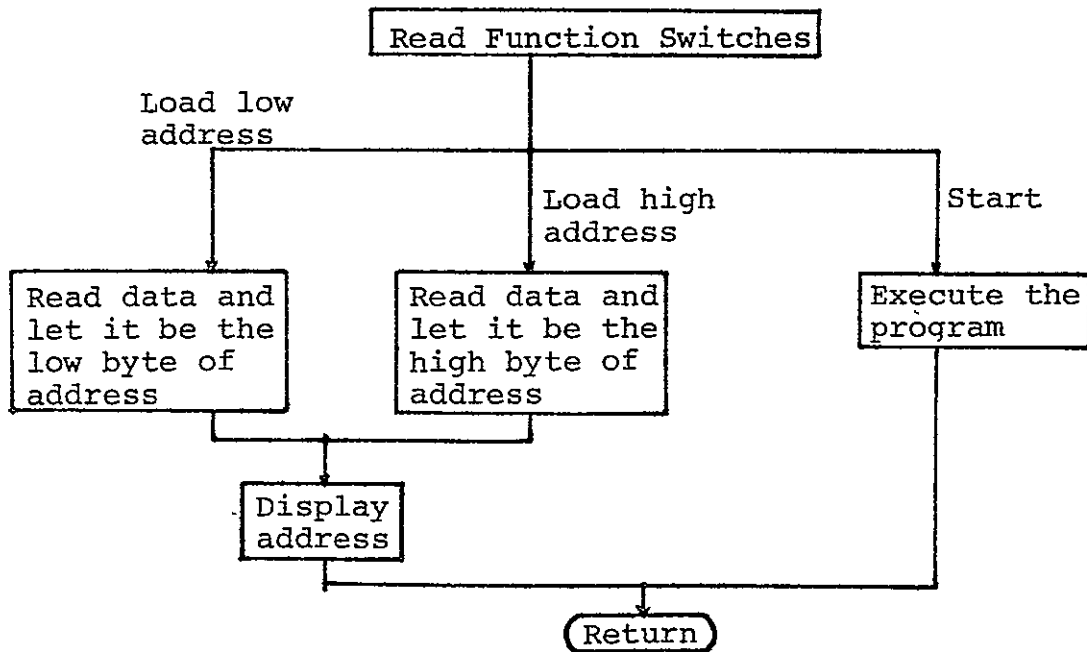 Read Function Switches
Load low
address
Load high
address
Start
Read data and
let it be the
low byte of
address
Read data and
let it be the
high byte of
address
Execute the
program
Display
address
Return